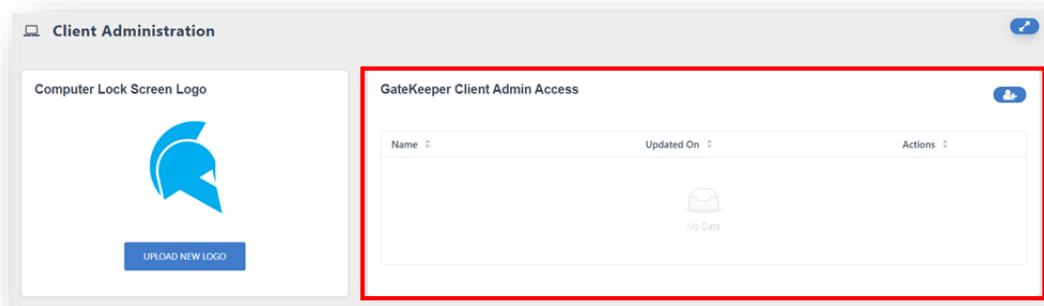 Client Administration
Computer Lock Screen Logo
UPLOAD NEW LOGO
GateKeeper Client Admin Access
Name Updated On Actions
No Data